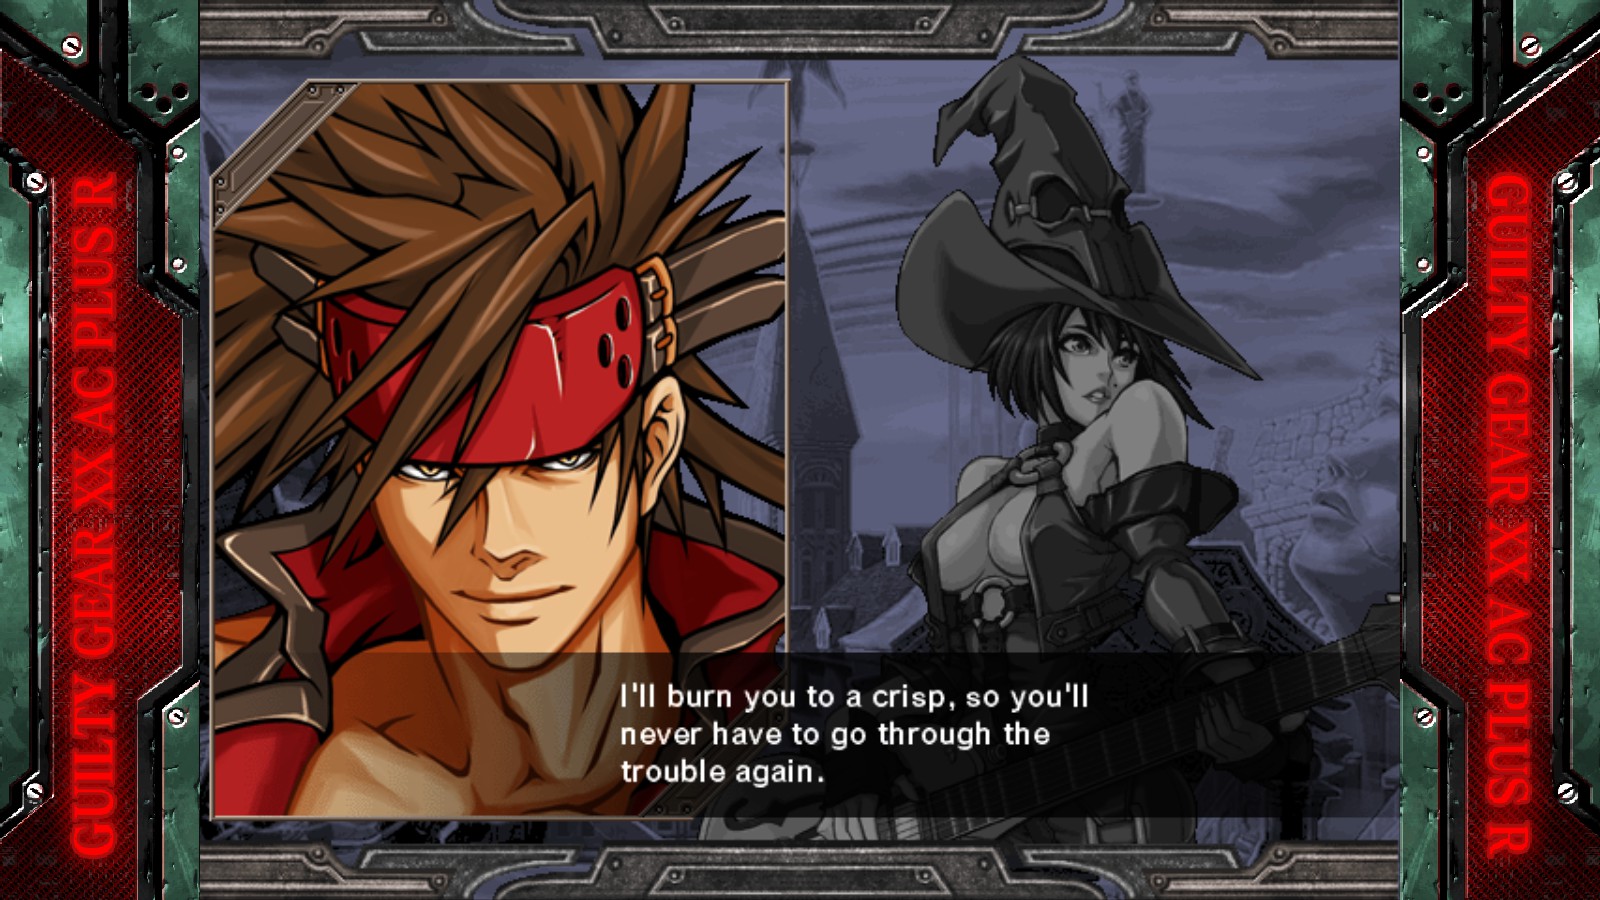 GUILTY GEAR XX AC PLUS R
I'll burn you to a crisp, so you'll
never have to go through the
trouble again.
GUILTY GEAR XX AC PLUS R